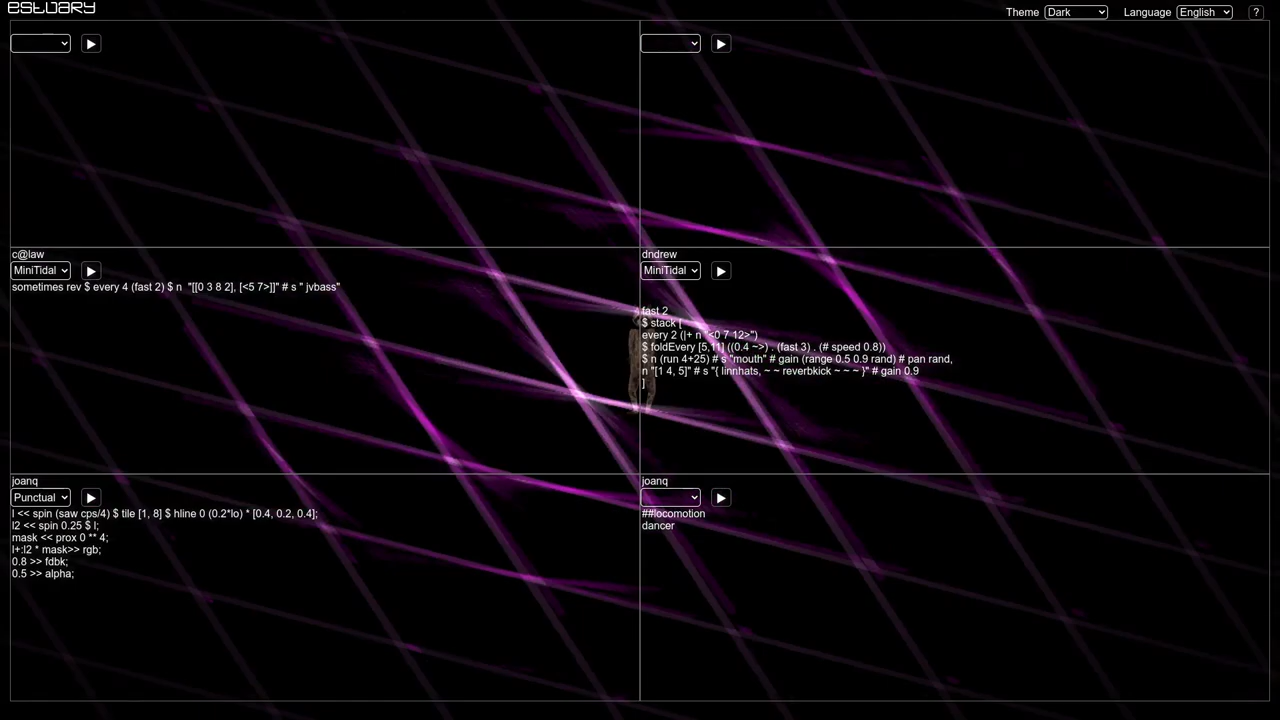 estuary
Theme Dark Language English ?
c@law
MiniTidal
sometimes rev $ every 4 (fast 2) $ n  "[[0 3 8 2], [<5 7>]]" # s " jvbass"
dndrew
MiniTidal
fast 2
$ stack [
every 2 (|+ n "<0 7 12>")
$ foldEvery [5,11] ((0.4 ~>) . (fast 3) . (# speed 0.8))
$ n (run 4+25) # s "mouth" # gain (range 0.5 0.9 rand) # pan rand,
n "[1 4, 5]" # s "{ linnhats, ~ ~ reverbkick ~ ~ ~ }" # gain 0.9
]
joanq
Punctual
l << spin (saw cps/4) $ tile [1, 8] $ hline 0 (0.2*lo) * [0.4, 0.2, 0.4];
l2 << spin 0.25 $ l;
mask << prox 0 ** 4;
l+:l2 * mask>> rgb;
0.8 >> fdbk;
0.5 >> alpha;
joanq
##locomotion
dancer